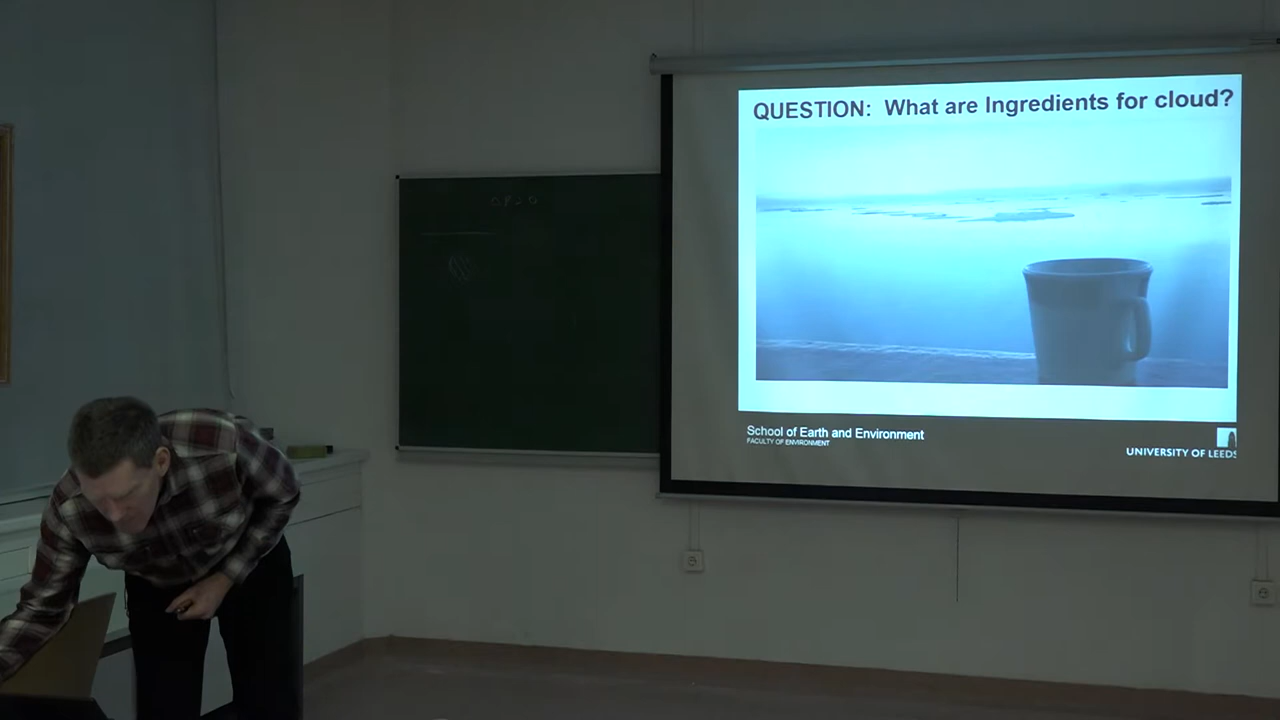 QUESTION: What are Ingredients for cloud?
School of Earth and Environment
FACULTY OF ENVIRONMENT
UNIVERSITY OF LEEDS